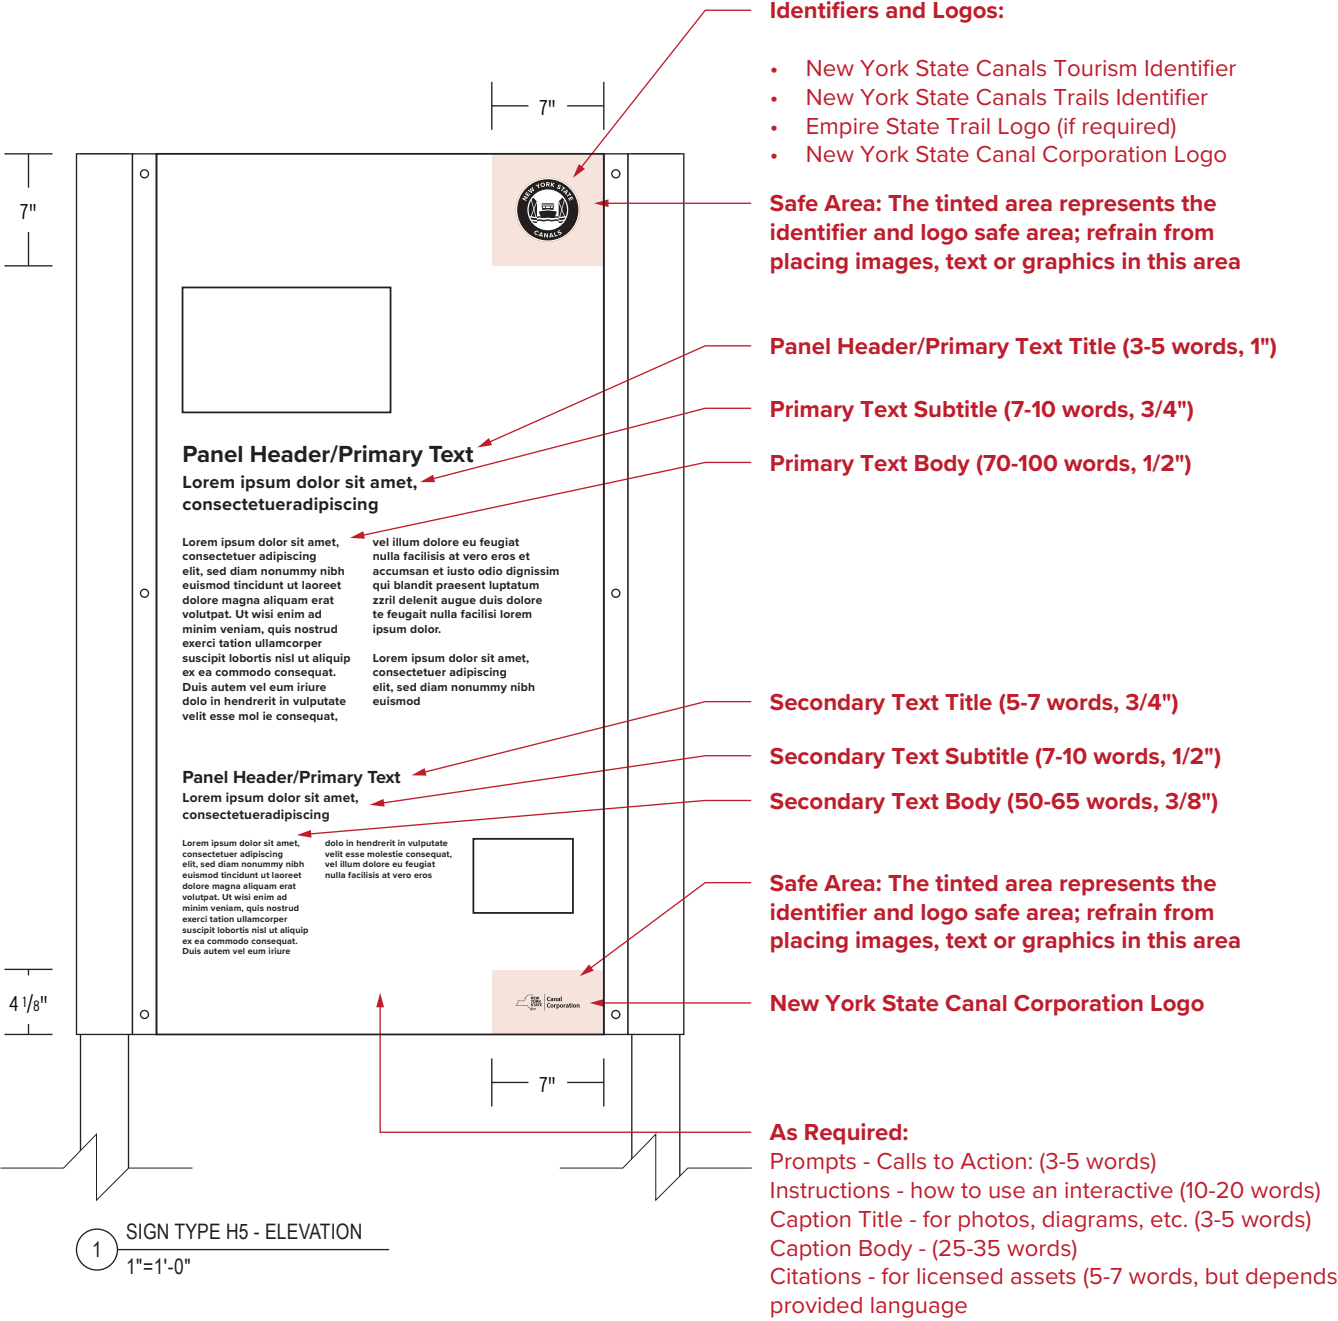 Identifiers and Logos:
• New York State Canals Tourism Identifier
• New York State Canals Trails Identifier
• Empire State Trail Logo (if required)
• New York State Canal Corporation Logo
7"
7"
NEW YORK STATE
CANALS
Safe Area: The tinted area represents the
identifier and logo safe area; refrain from
placing images, text or graphics in this area
Panel Header/Primary Text Title (3-5 words, 1")
Primary Text Subtitle (7-10 words, 3/4")
Primary Text Body (70-100 words, 1/2")
Panel Header/Primary Text
Lorem ipsum dolor sit amet,
consectetueradipiscing
Lorem ipsum dolor sit amet,
consectetuer adipiscing
elit, sed diam nonummy nibh
euismod tincidunt ut laoreet
dolore magna aliquam erat
volutpat. Ut wisi enim ad
minim veniam, quis nostrud
exerci tation ullamcorper
suscipit lobortis nisl ut aliquip
ex ea commodo consequat.
Duis autem vel eum iriure
dolo in hendrerit in vulputate
velit esse mol ie consequat,
vel illum dolore eu feugiat
nulla facilisis at vero eros et
accumsan et iusto odio dignissim
qui blandit praesent luptatum
zzril delenit augue duis dolore
te feugait nulla facilisi lorem
ipsum dolor.
Lorem ipsum dolor sit amet,
consectetuer adipiscing
elit, sed diam nonummy nibh
euismod
Secondary Text Title (5-7 words, 3/4")
Secondary Text Subtitle (7-10 words, 1/2")
Secondary Text Body (50-65 words, 3/8")
Panel Header/Primary Text
Lorem ipsum dolor sit amet,
consectetueradipiscing
Lorem ipsum dolor sit amet,
consectetuer adipiscing
elit, sed diam nonummy nibh
euismod tincidunt ut laoreet
dolore magna aliquam erat
volutpat. Ut wisi enim ad
minim veniam, quis nostrud
exerci tation ullamcorper
suscipit lobortis nisl ut aliquip
ex ea commodo consequat.
Duis autem vel eum iriure
dolo in hendrerit in vulputate
velit esse molestie consequat,
vel illum dolore eu feugiat
nulla facilisis at vero eros
Safe Area: The tinted area represents the
identifier and logo safe area; refrain from
placing images, text or graphics in this area
4 1/8"
NEW
YORK
STATE
Canal
Corporation
New York State Canal Corporation Logo
7"
As Required:
Prompts - Calls to Action: (3-5 words)
Instructions - how to use an interactive (10-20 words)
Caption Title - for photos, diagrams, etc. (3-5 words)
Caption Body - (25-35 words)
Citations - for licensed assets (5-7 words, but depends
provided language
1
SIGN TYPE H5 - ELEVATION
1"=1'-0"